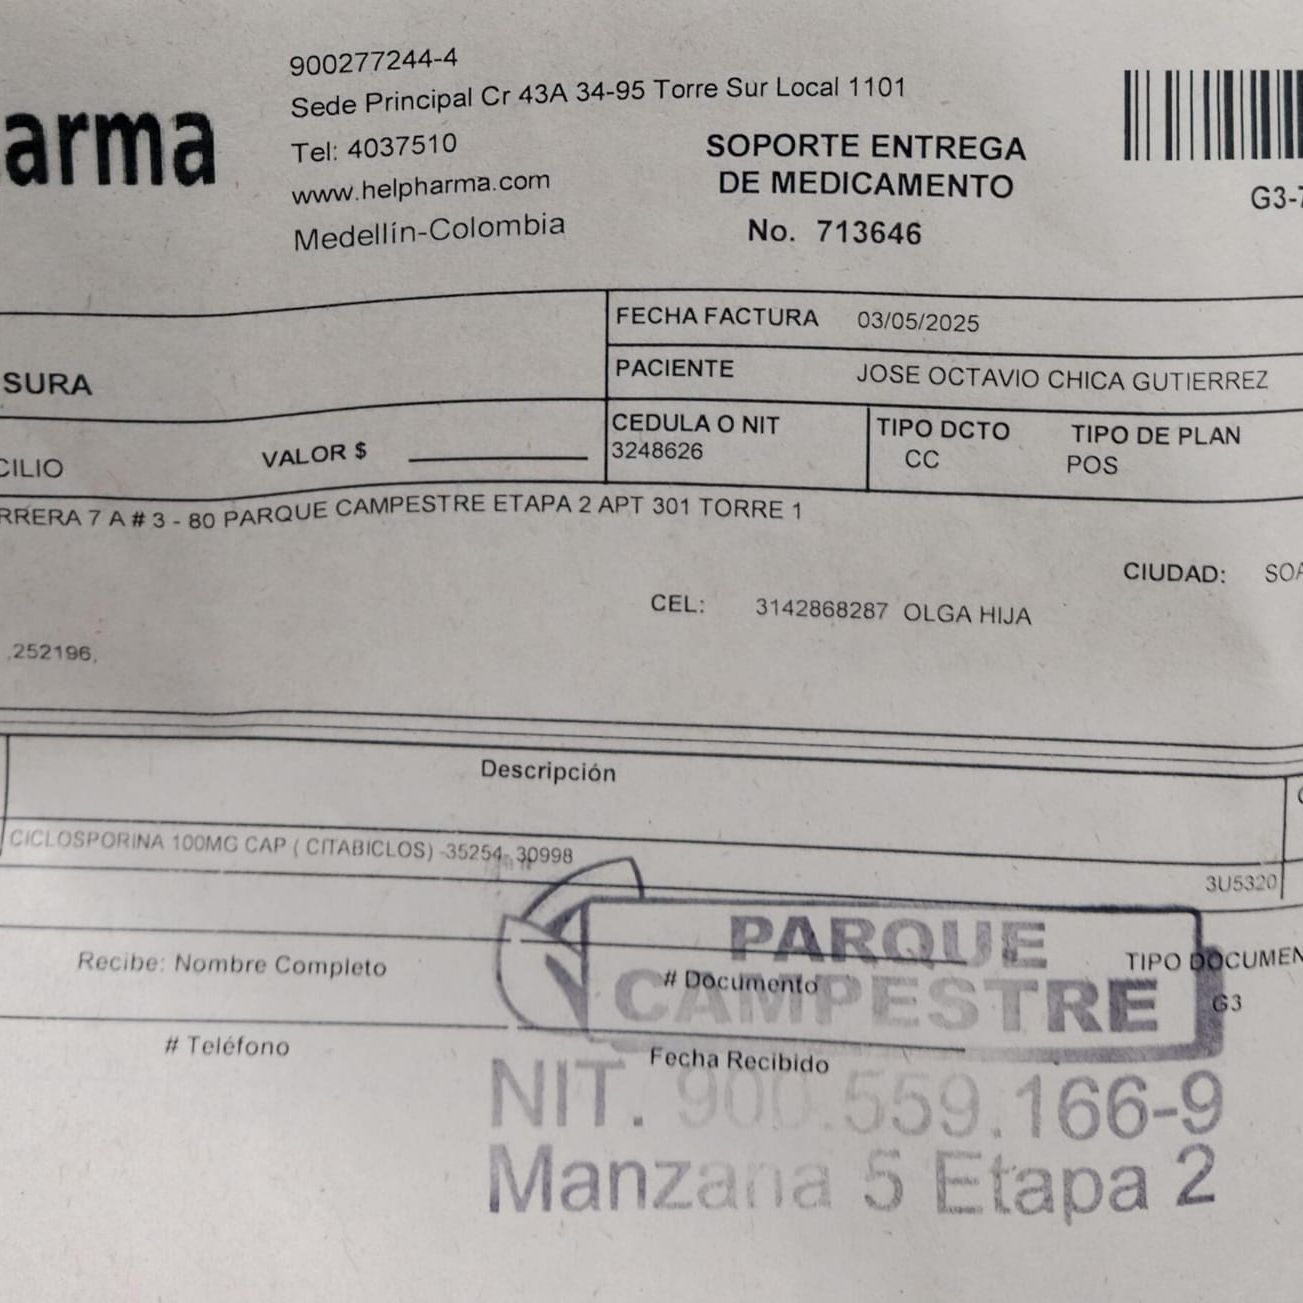 arma
900277244-4
Sede Principal Cr 43A 34-95 Torre Sur Local 1101
Tel: 4037510
www.helpharma.com
Medellín-Colombia
SOPORTE ENTREGA
DE MEDICAMENTO
No. 713646
G3-7
FECHA FACTURA 03/05/2025
SURA
PACIENTE JOSE OCTAVIO CHICA GUTIERREZ
CEDULA O NIT
3248626
TIPO DCTO
CC
TIPO DE PLAN
POS
CILIO VALOR $
RRERA 7 A # 3 - 80 PARQUE CAMPESTRE ETAPA 2 APT 301 TORRE 1
CIUDAD: SOA
CEL: 3142868287 OLGA HIJA
,252196,
Descripción
CICLOSPORINA 100MG CAP ( CITABICLOS) -35254, 30998
3U5320
Recibe: Nombre Completo
# Documento
TIPO DOCUMEN
G3
# Teléfono
Fecha Recibido
PARQUE
CAMPESTRE
NIT. 900.559.166-9
Manzana 5 Etapa 2